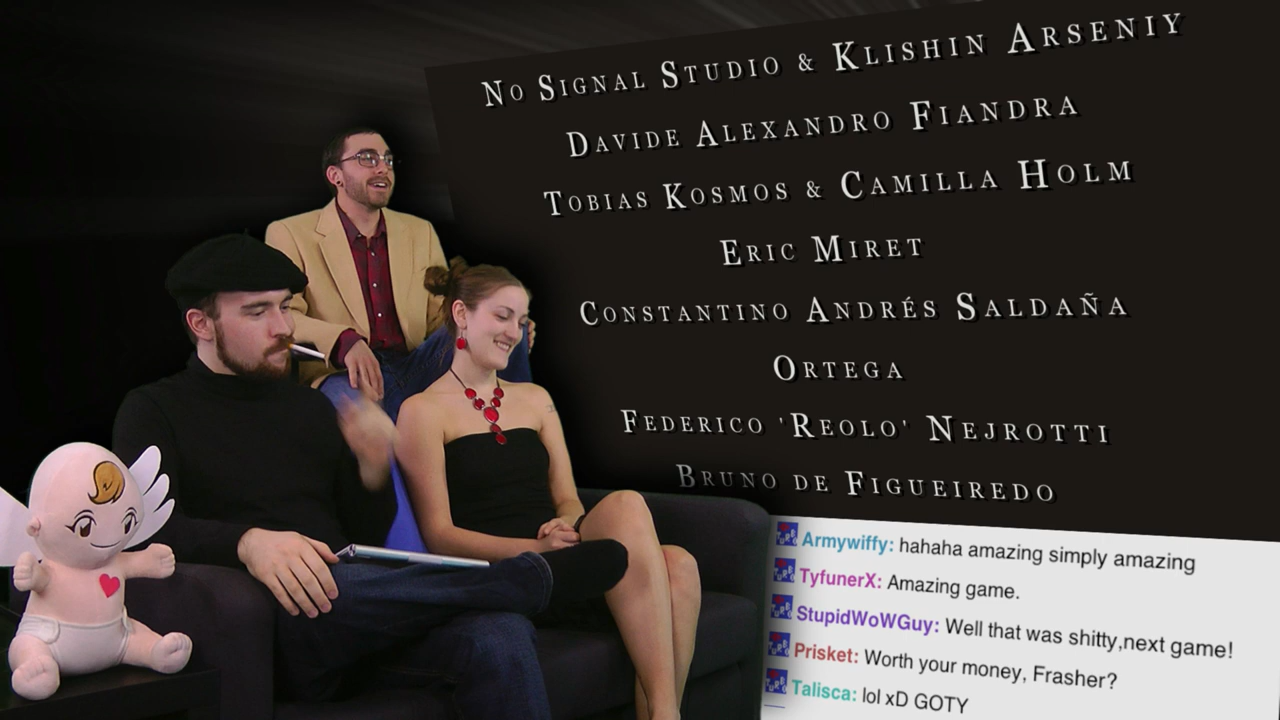 No Signal Studio & Klishin Arseniy
Davide Alexandro Fiandra
Tobias Kosmos & Camilla Holm
Eric Miret
Constantino Andrés Saldaña
Ortega
Federico 'Reolo' Nejrotti
Bruno de Figueiredo
Armywiffy: hahaha amazing simply amazing
TyfunerX: Amazing game.
StupidWoWGuy: Well that was shitty,next game!
Prisket: Worth your money, Frasher?
Talisca: lol xD GOTY